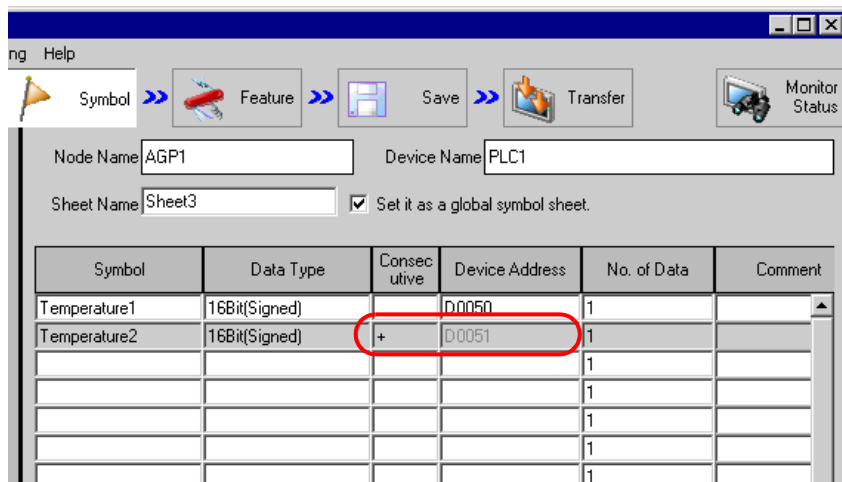 ng Help
Symbol Feature Save Transfer Monitor Status
Node Name AGP1 Device Name PLC1
Sheet Name Sheet3 Set it as a global symbol sheet.
Symbol Data Type Consecutive Device Address No. of Data Comment
Temperature1 16Bit(Signed) D0050 1
Temperature2 16Bit(Signed) + D0051 1
1
1
1
1
1